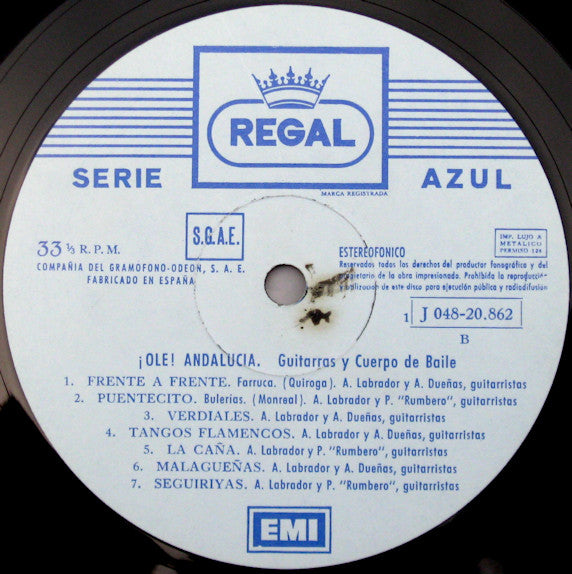 REGAL
SERIE AZUL
MARCA REGISTRADA
33 ⅓ R. P. M.
S.G.A.E.
COMPAÑIA DEL GRAMOFONO-ODEON, S. A. E.
FABRICADO EN ESPAÑA
ESTEREOFONICO
Reservados todos los derechos del productor fonográfico y del
propietario de la obra impresionada. Prohibida la reproducción
y utilización de este disco para ejecución pública y radiodifusión
IMP. LUJO A
METALICO
PERMISO 124
1 J 048-20.862
B
¡OLE! ANDALUCIA. Guitarras y Cuerpo de Baile
1. FRENTE A FRENTE. Farruca. (Quiroga). A. Labrador y A. Dueñas, guitarristas
2. PUENTECITO. Bulerías. (Monreal). A. Labrador y P. "Rumbero", guitarristas
3. VERDIALES. A. Labrador y A. Dueñas, guitarristas
4. TANGOS FLAMENCOS. A. Labrador y A. Dueñas, guitarristas
5. LA CAÑA. A. Labrador y P. "Rumbero", guitarristas
6. MALAGUEÑAS. A. Labrador y A. Dueñas, guitarristas
7. SEGUIRIYAS. A. Labrador y P. "Rumbero", guitarristas
EMI